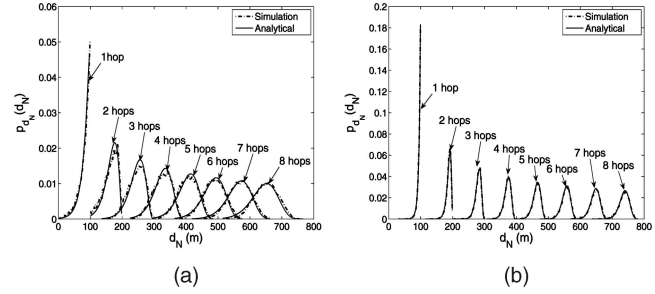 0.06
0.05
0.04
0.03
0.02
0.01
0
p_{d_N}(d_N)
Simulation
Analytical
1hop
2 hops
3 hops
4 hops
5 hops
6 hops
7 hops
8 hops
0 100 200 300 400 500 600 700 800
d_N (m)
(a)
0.2
0.18
0.16
0.14
0.12
0.1
0.08
0.06
0.04
0.02
0
p_{d_N}(d_N)
Simulation
Analytical
1 hop
2 hops
3 hops
4 hops
5 hops
6 hops
7 hops
8 hops
0 100 200 300 400 500 600 700 800
d_N (m)
(b)